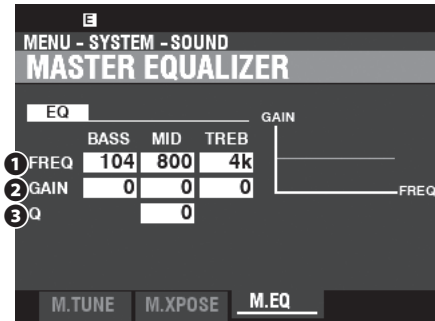 E
MENU - SYSTEM - SOUND
MASTER EQUALIZER
EQ
GAIN
BASS MID TREB
1 FREQ 104 800 4k
2 GAIN 0 0 0
FREQ
3 Q 0
M.TUNE M.XPOSE M.EQ